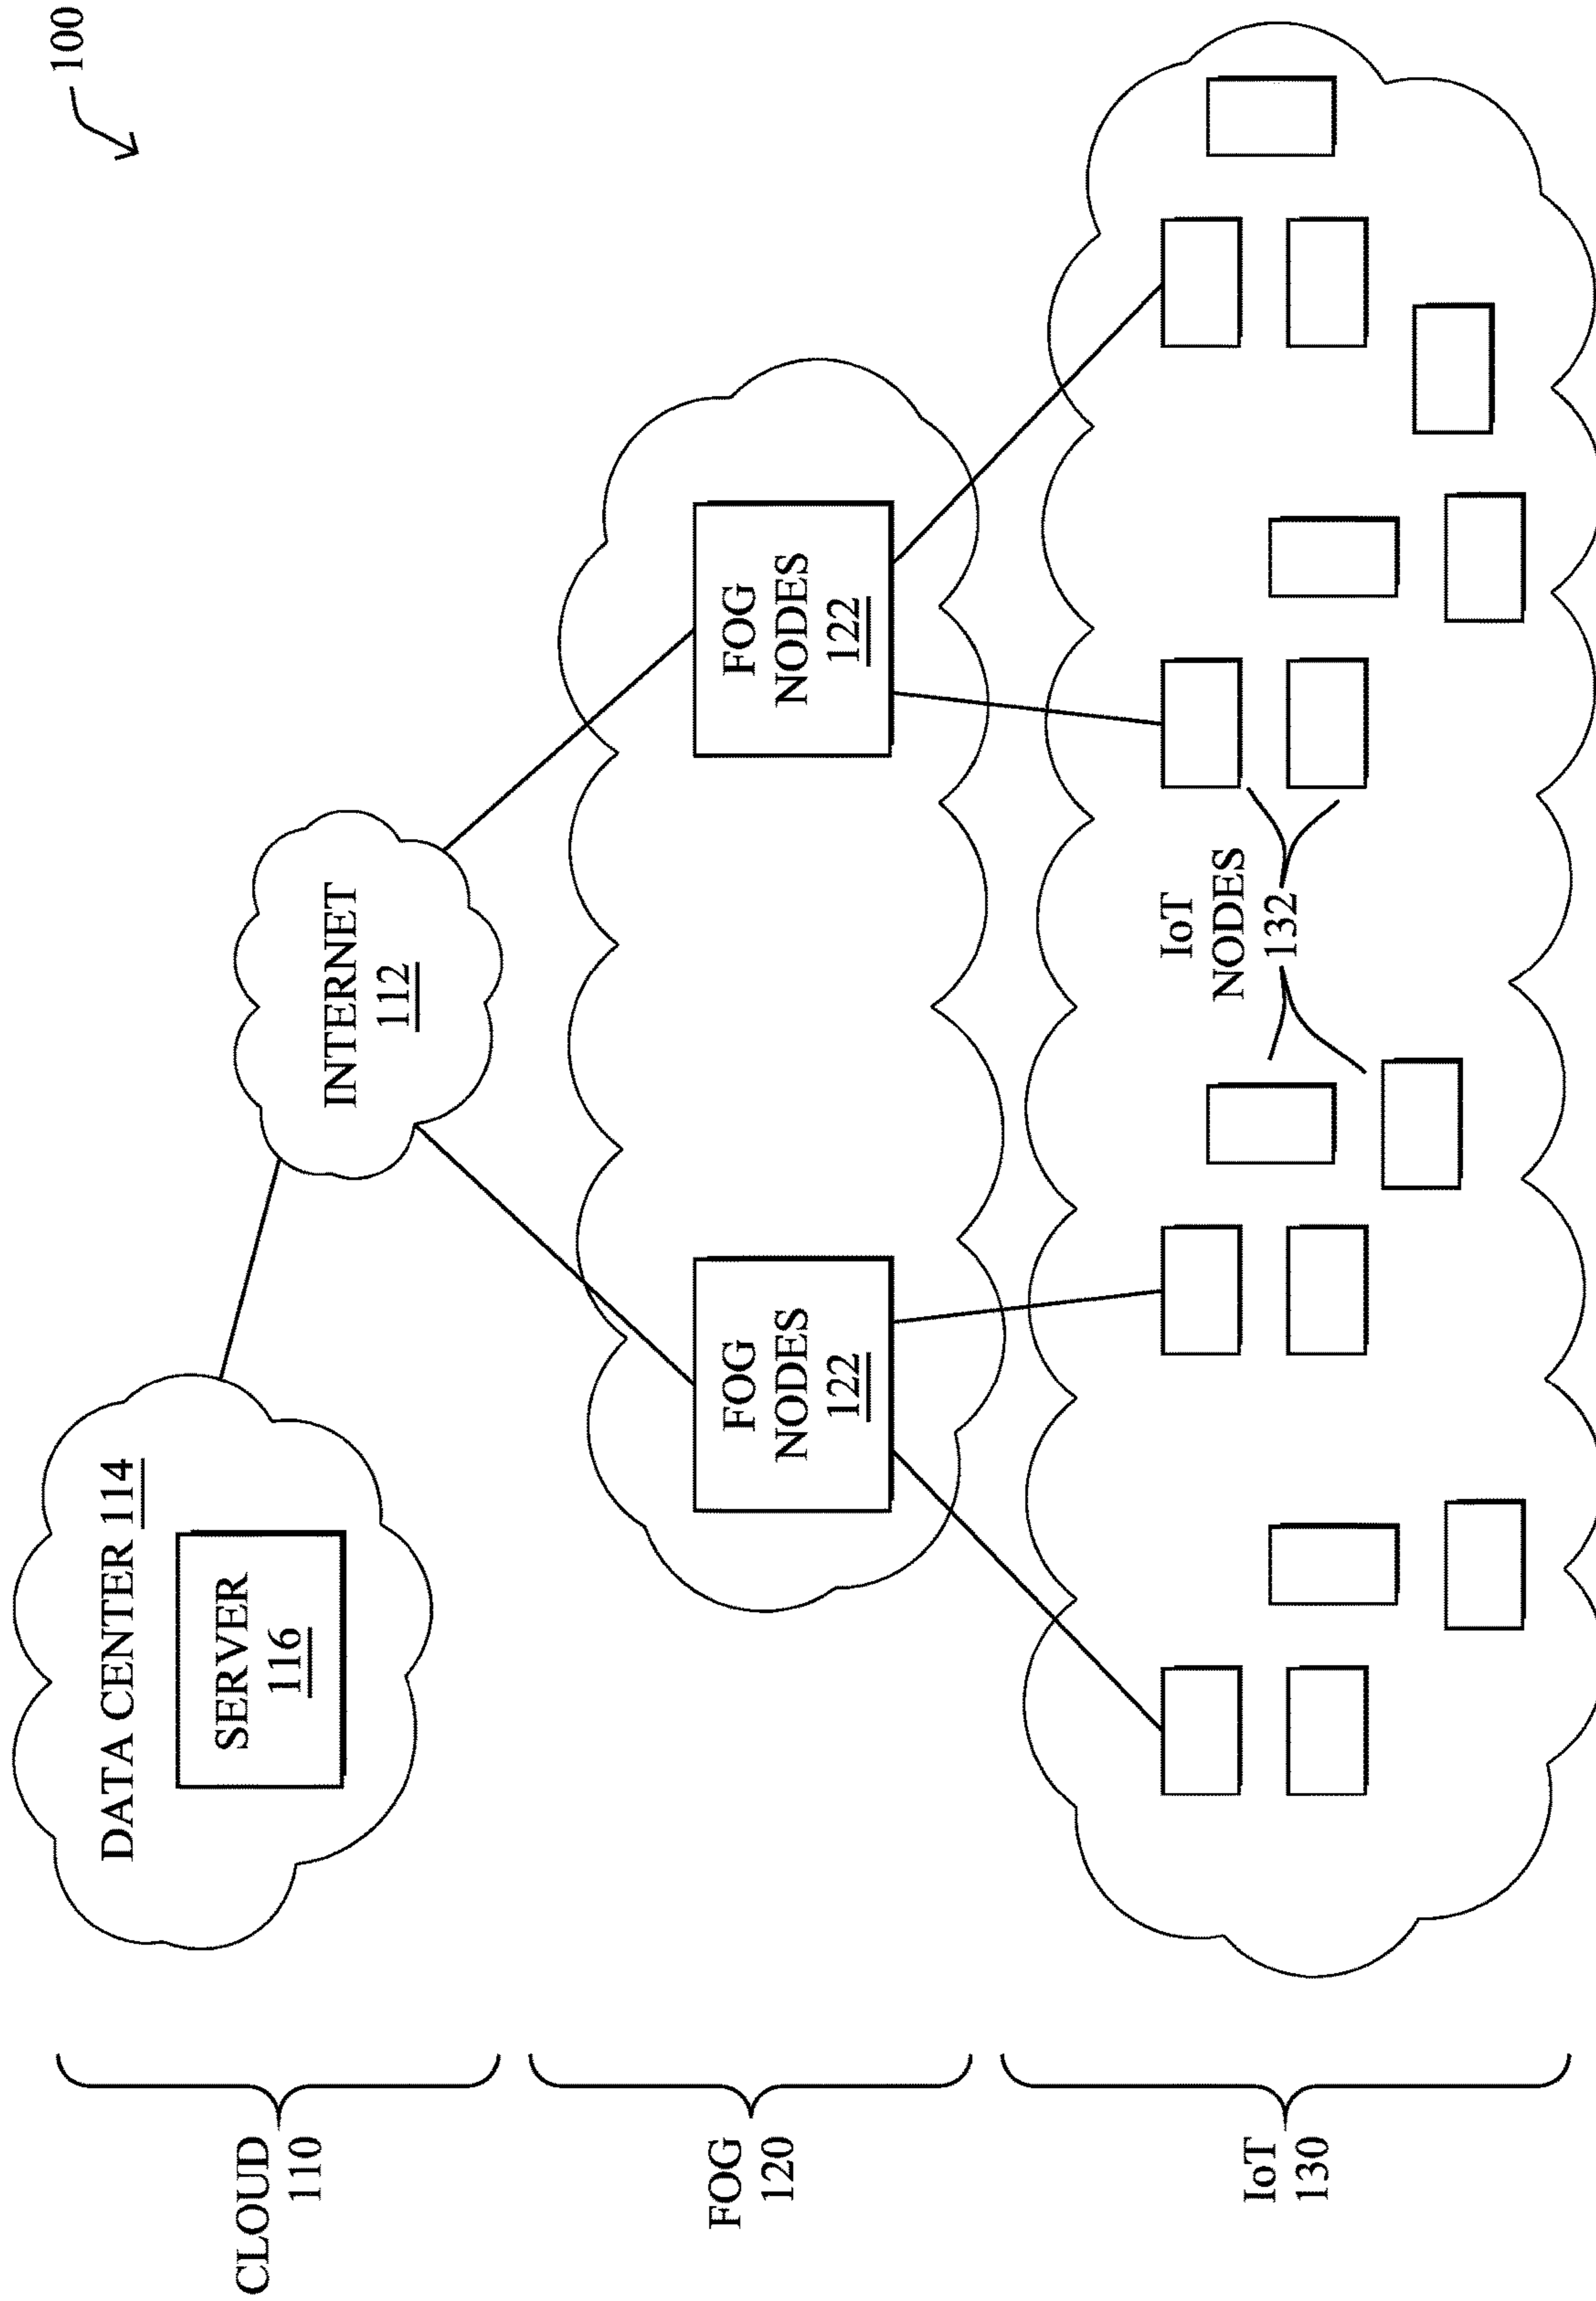 100
CLOUD
110
DATA CENTER 114
SERVER
116
INTERNET
112
FOG
120
FOG
NODES
122
FOG
NODES
122
IoT
130
IoT
NODES
132